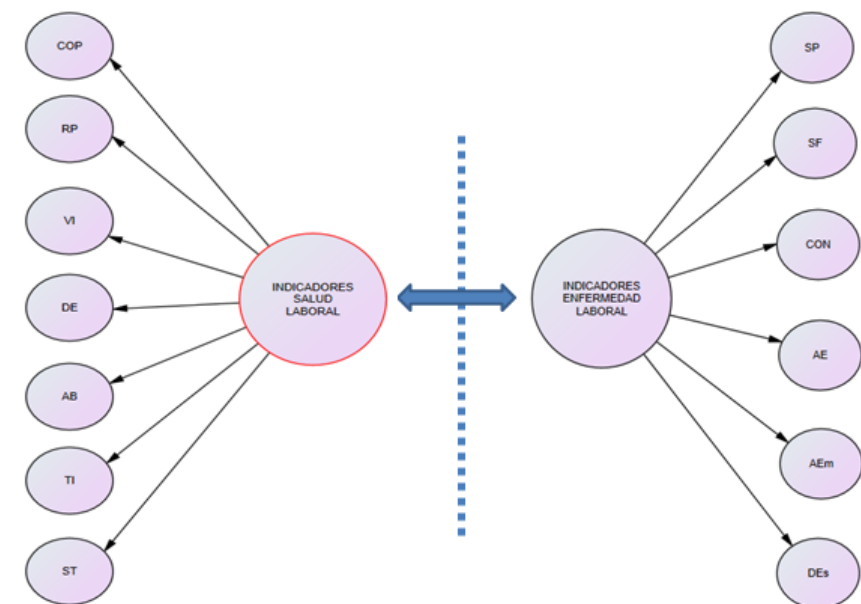 COP
RP
VI
DE
AB
TI
ST
INDICADORES
SALUD
LABORAL
INDICADORES
ENFERMEDAD
LABORAL
SP
SF
CON
AE
AEm
DEs